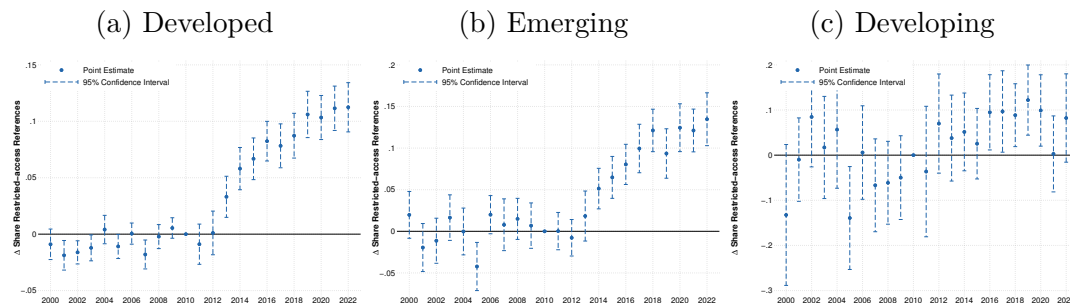 (a) Developed
(b) Emerging
(c) Developing
Δ Share Restricted-access References
.15
.1
.05
0
-.05
Point Estimate
95% Confidence Interval
2000 2002 2004 2006 2008 2010 2012 2014 2016 2018 2020 2022
Δ Share Restricted-access References
.2
.15
.1
.05
0
-.05
Point Estimate
95% Confidence Interval
2000 2002 2004 2006 2008 2010 2012 2014 2016 2018 2020 2022
Δ Share Restricted-access References
.2
.1
0
-.1
-.2
-.3
Point Estimate
95% Confidence Interval
2000 2002 2004 2006 2008 2010 2012 2014 2016 2018 2020 2022